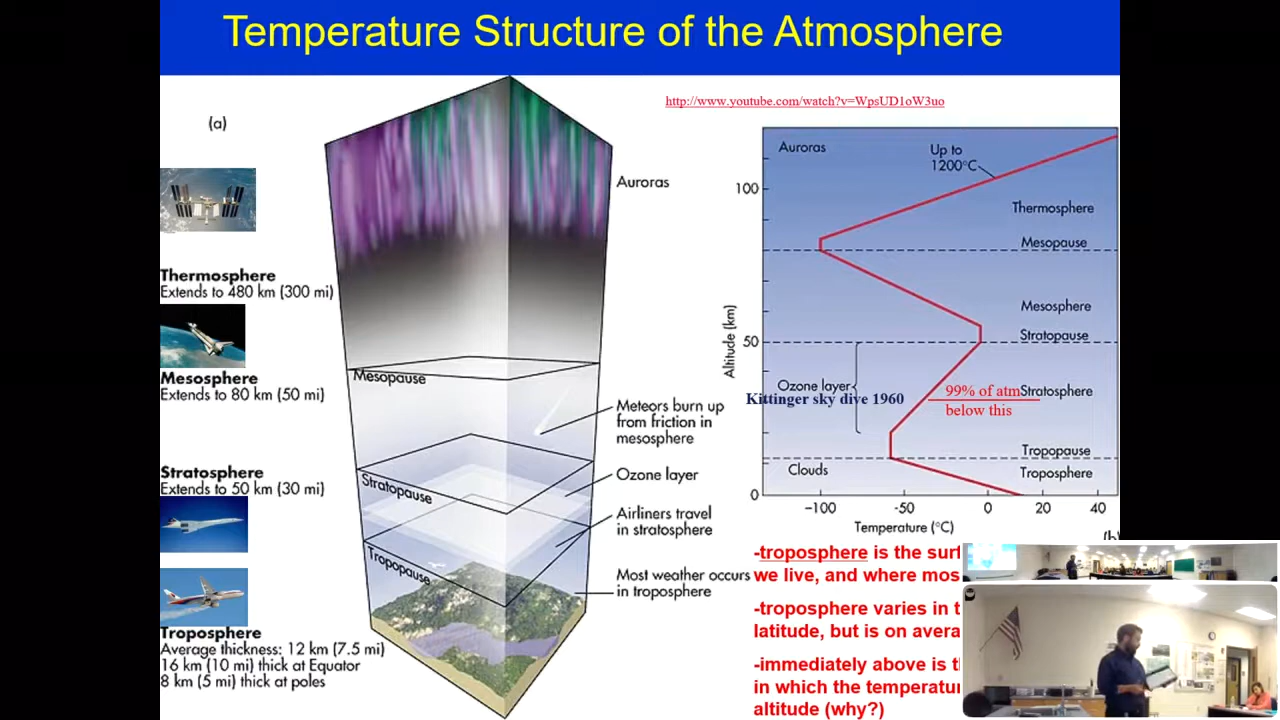 Temperature Structure of the Atmosphere
http://www.youtube.com/watch?v=WpsUD1oW3uo
(a)
Thermosphere
Extends to 480 km (300 mi)
Mesosphere
Extends to 80 km (50 mi)
Stratosphere
Extends to 50 km (30 mi)
Troposphere
Average thickness: 12 km (7.5 mi)
16 km (10 mi) thick at Equator
8 km (5 mi) thick at poles
Mesopause
Stratopause
Tropopause
Auroras
Meteors burn up
from friction in
mesosphere
Ozone layer
Airliners travel
in stratosphere
Most weather occurs
in troposphere
Auroras
Up to
1200°C
100
Thermosphere
Mesopause
Mesosphere
Stratopause
50
Altitude (km)
Ozone layer
Kittinger sky dive 1960
99% of atm
below this
Stratosphere
Tropopause
Clouds
Troposphere
0
-100 -50 0 20 40
Temperature (°C)
(b)
-troposphere is the surf
we live, and where mos
-troposphere varies in t
latitude, but is on avera
-immediately above is th
in which the temperatur
altitude (why?)